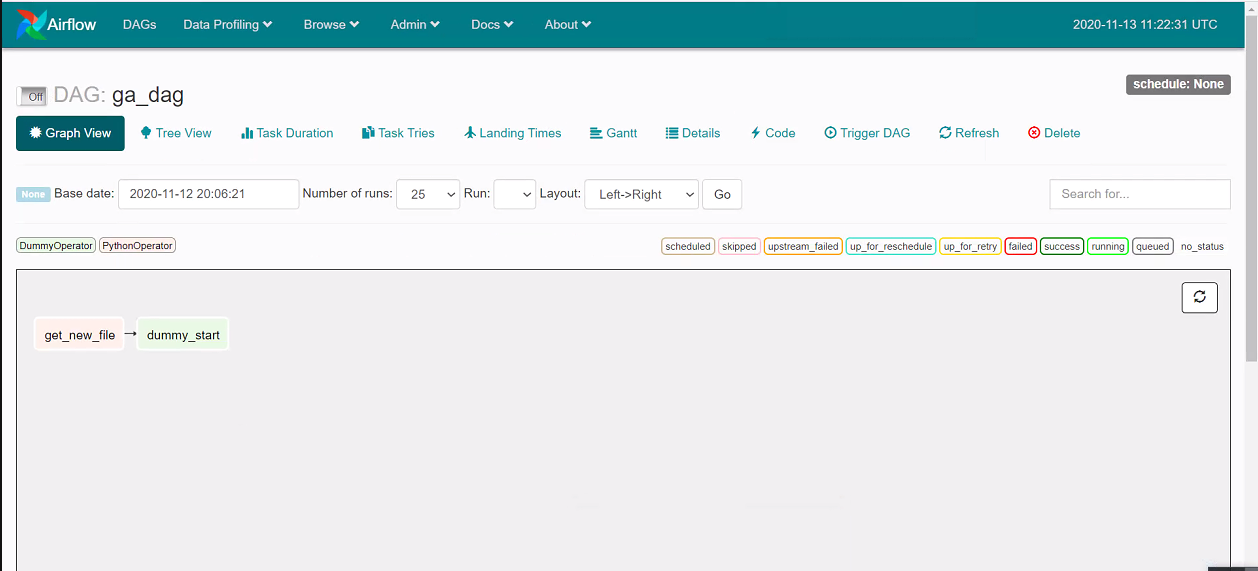 Airflow DAGs Data Profiling Browse Admin Docs About 2020-11-13 11:22:31 UTC
schedule: None
Off DAG: ga_dag
Graph View Tree View Task Duration Task Tries Landing Times Gantt Details Code Trigger DAG Refresh Delete
None Base date: 2020-11-12 20:06:21 Number of runs: 25 Run: Layout: Left->Right Go Search for...
DummyOperator PythonOperator scheduled skipped upstream_failed up_for_reschedule up_for_retry failed success running queued no_status
get_new_file dummy_start